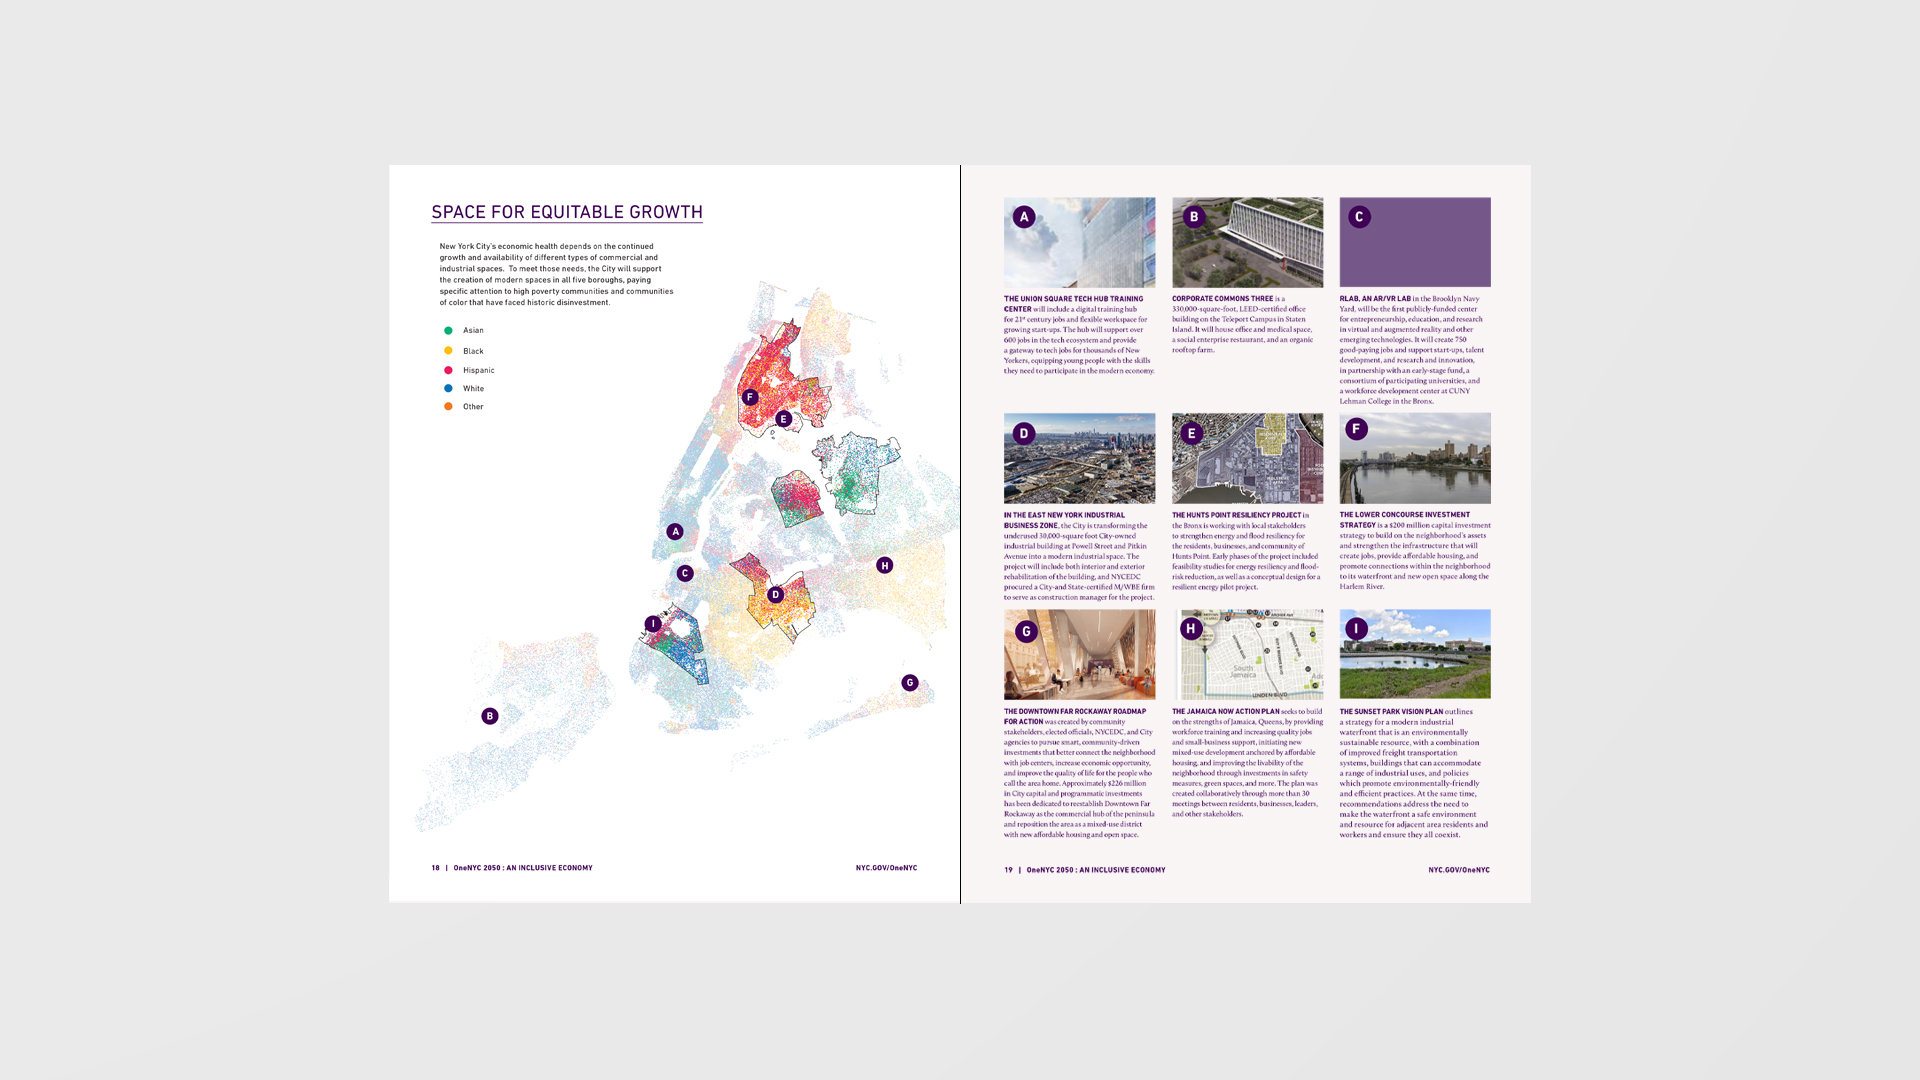 SPACE FOR EQUITABLE GROWTH
New York City's economic health depends on the continued
growth and availability of different types of commercial and
industrial spaces. To meet those needs, the City will support
the creation of modern spaces in all five boroughs, paying
specific attention to high poverty communities and communities
of color that have faced historic disinvestment.
Asian
Black
Hispanic
White
Other
F
E
A
C
H
D
I
G
B
18 | OneNYC 2050 : AN INCLUSIVE ECONOMY
NYC.GOV/OneNYC
A
THE UNION SQUARE TECH HUB TRAINING
CENTER will include a digital training hub
for 21st century jobs and flexible workspace for
growing start-ups. The hub will support over
600 jobs in the tech ecosystem and provide
a gateway to tech jobs for thousands of New
Yorkers, equipping young people with the skills
they need to participate in the modern economy.
B
CORPORATE COMMONS THREE is a
330,000-square-foot, LEED-certified office
building on the Teleport Campus in Staten
Island. It will house office and medical space,
a social enterprise restaurant, and an organic
rooftop farm.
C
RLAB, AN AR/VR LAB in the Brooklyn Navy
Yard, will be the first publicly-funded center
for entrepreneurship, education, and research
in virtual and augmented reality and other
emerging technologies. It will create 750
good-paying jobs and support start-ups, talent
development, and research and innovation,
in partnership with an early-stage fund, a
consortium of participating universities, and
a workforce development center at CUNY
Lehman College in the Bronx.
D
IN THE EAST NEW YORK INDUSTRIAL
BUSINESS ZONE, the City is transforming the
underused 30,000-square foot City-owned
industrial building at Powell Street and Pitkin
Avenue into a modern industrial space. The
project will include both interior and exterior
rehabilitation of the building, and NYCEDC
procured a City-and State-certified M/WBE firm
to serve as construction manager for the project.
E
THE HUNTS POINT RESILIENCY PROJECT in
the Bronx is working with local stakeholders
to strengthen energy and flood resiliency for
the residents, businesses, and community of
Hunts Point. Early phases of the project included
feasibility studies for energy resiliency and flood-
risk reduction, as well as a conceptual design for a
resilient energy pilot project.
F
THE LOWER CONCOURSE INVESTMENT
STRATEGY is a $200 million capital investment
strategy to build on the neighborhood's assets
and strengthen the infrastructure that will
create jobs, provide affordable housing, and
promote connections within the neighborhood
to its waterfront and new open space along the
Harlem River.
G
THE DOWNTOWN FAR ROCKAWAY ROADMAP
FOR ACTION was created by community
stakeholders, elected officials, NYCEDC, and City
agencies to pursue smart, community-driven
investments that better connect the neighborhood
with job centers, increase economic opportunity,
and improve the quality of life for the people who
call the area home. Approximately $226 million
in City capital and programmatic investments
has been dedicated to reestablish Downtown Far
Rockaway as the commercial hub of the peninsula
and reposition the area as a mixed-use district
with new affordable housing and open space.
H
South
Jamaica
LINDEN BLVD
THE JAMAICA NOW ACTION PLAN seeks to build
on the strengths of Jamaica, Queens, by providing
workforce training and increasing quality jobs
and small-business support, initiating new
mixed-use development anchored by affordable
housing, and improving the livability of the
neighborhood through investments in safety
measures, green spaces, and more. The plan was
created collaboratively through more than 30
meetings between residents, businesses, leaders,
and other stakeholders.
I
THE SUNSET PARK VISION PLAN outlines
a strategy for a modern industrial
waterfront that is an environmentally
sustainable resource, with a combination
of improved freight transportation
systems, buildings that can accommodate
a range of industrial uses, and policies
which promote environmentally-friendly
and efficient practices. At the same time,
recommendations address the need to
make the waterfront a safe environment
and resource for adjacent area residents and
workers and ensure they all coexist.
19 | OneNYC 2050 : AN INCLUSIVE ECONOMY
NYC.GOV/OneNYC